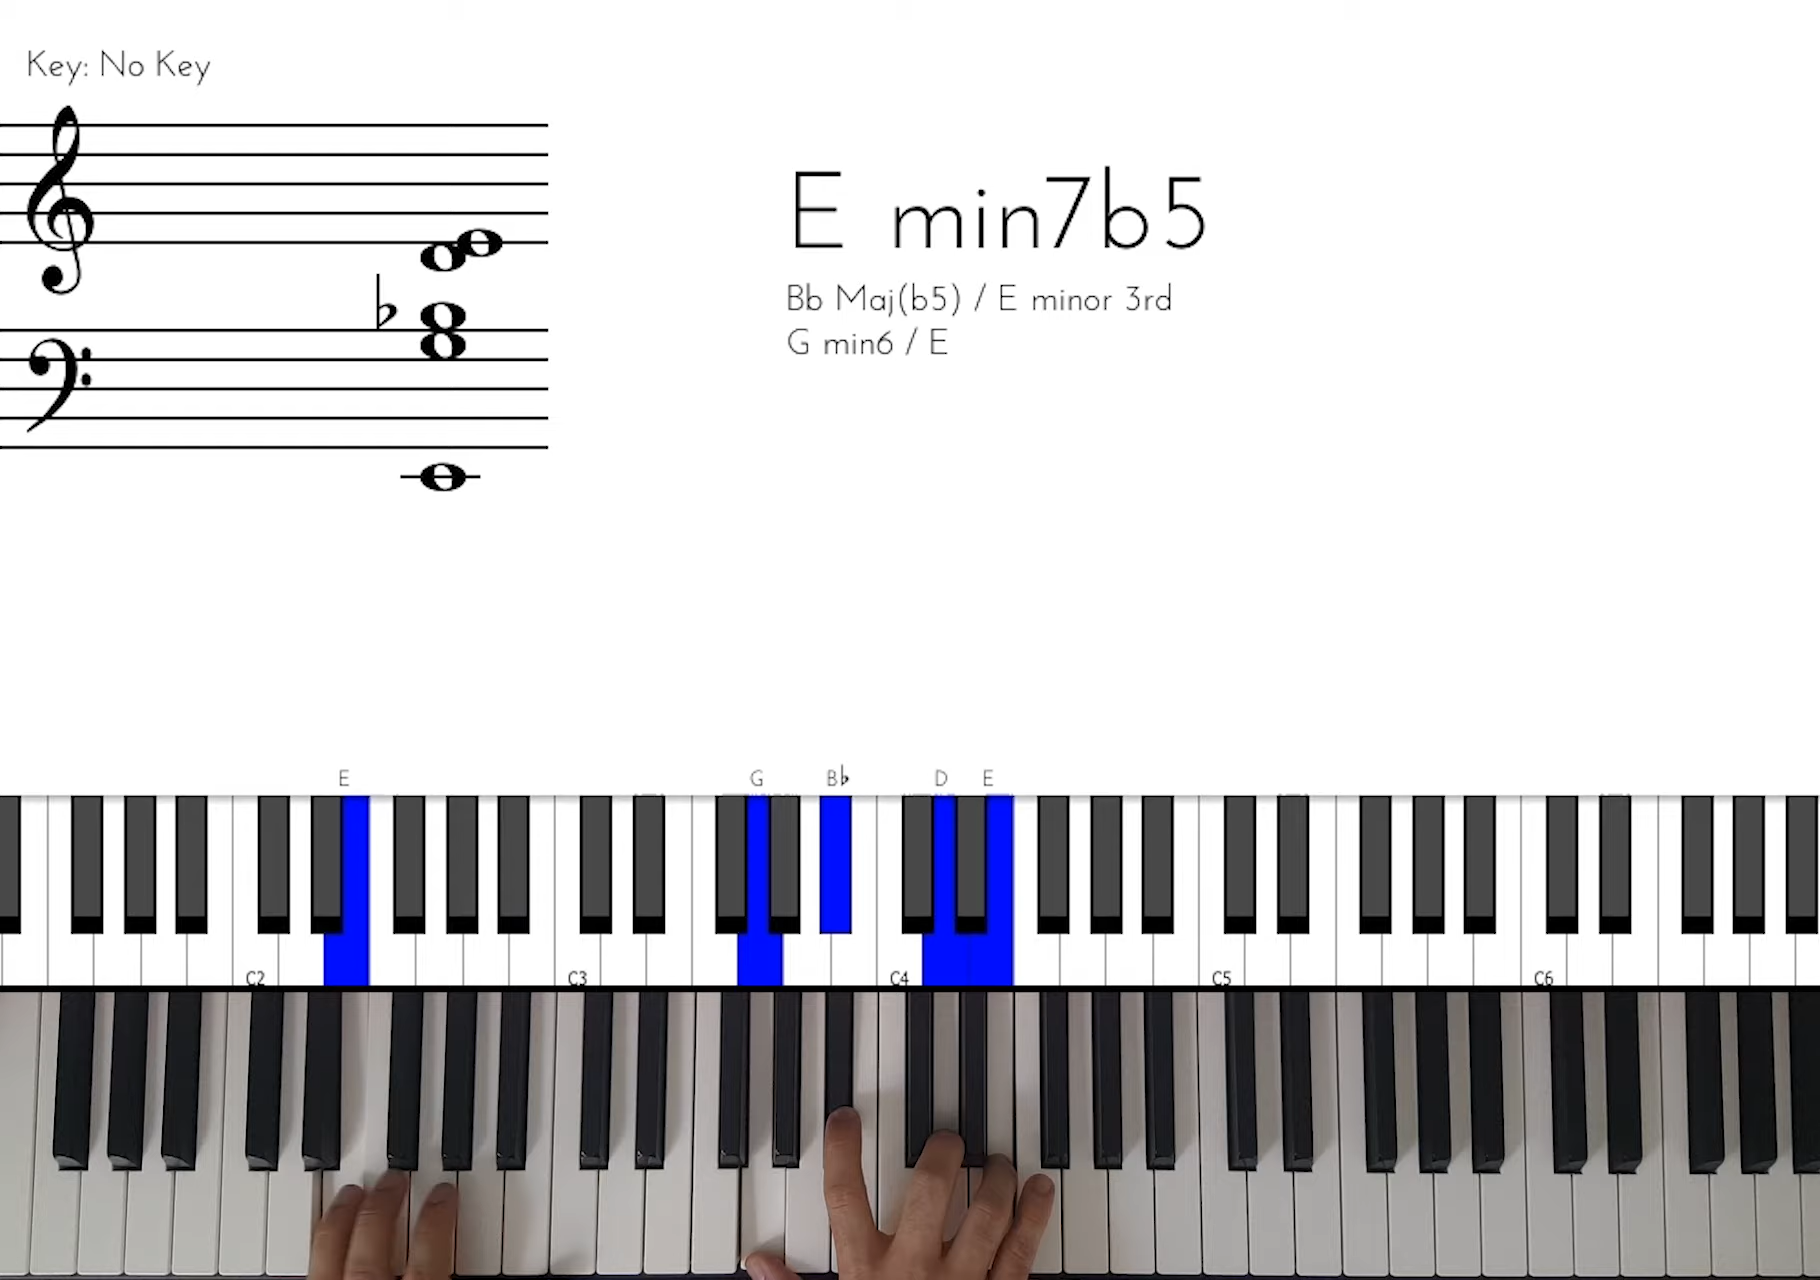 Key: No Key
E min7b5
Bb Maj(b5) / E minor 3rd
G min6 / E
E G B♭ D E
C2 C3 C4 C5 C6